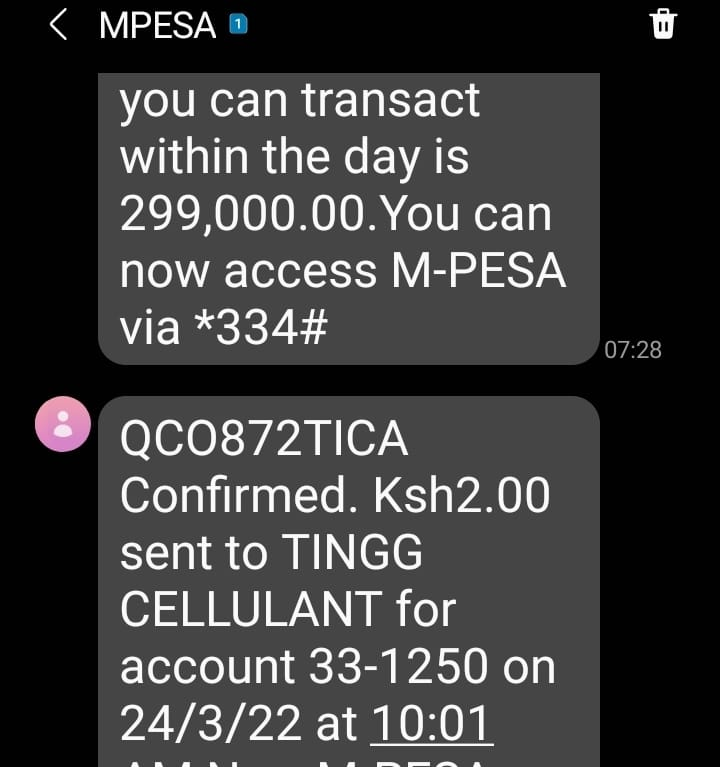 MPESA 1
you can transact
within the day is
299,000.00.You can
now access M-PESA
via *334#
07:28
QCO872TICA
Confirmed. Ksh2.00
sent to TINGG
CELLULANT for
account 33-1250 on
24/3/22 at 10:01